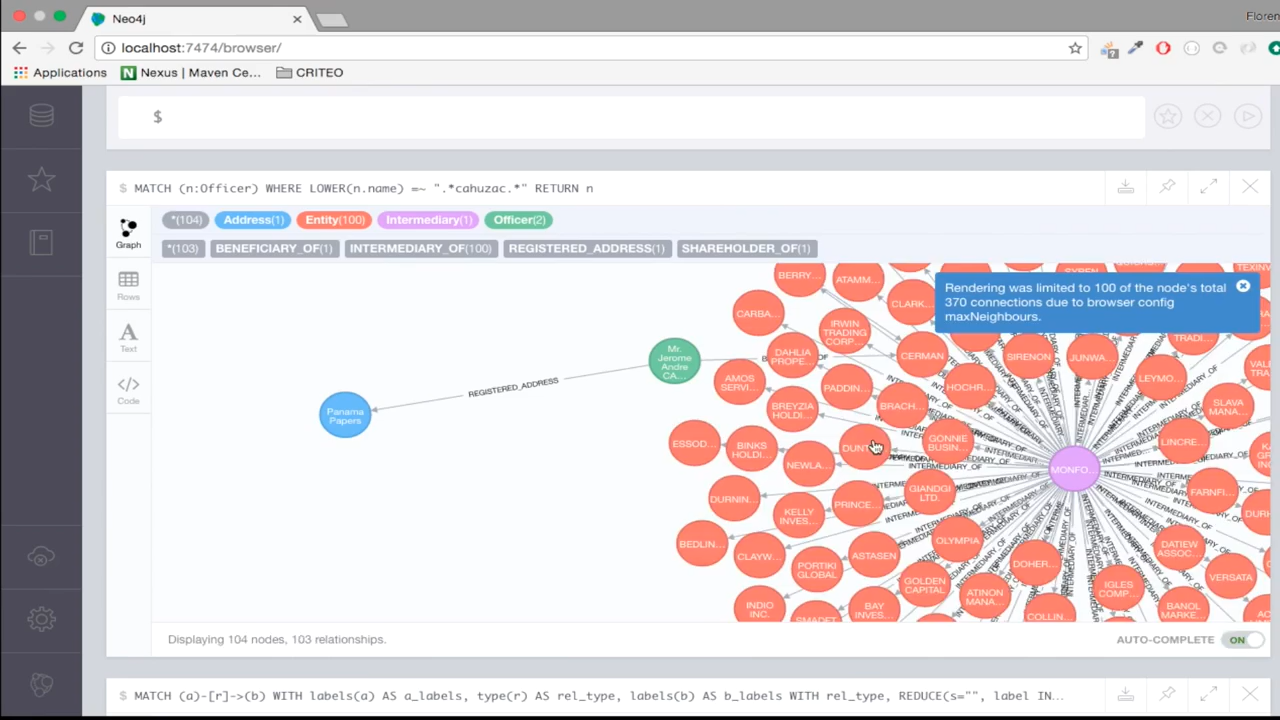 Neo4j
Floren
localhost:7474/browser/
Applications
Nexus | Maven Ce...
CRITEO
$
$ MATCH (n:Officer) WHERE LOWER(n.name) =~ ".*cahuzac.*" RETURN n
*(104) Address(1) Entity(100) Intermediary(1) Officer(2)
*(103) BENEFICIARY_OF(1) INTERMEDIARY_OF(100) REGISTERED_ADDRESS(1) SHAREHOLDER_OF(1)
Graph
Rows
Text
Code
Rendering was limited to 100 of the node's total
370 connections due to browser config
maxNeighbours.
Panama
Papers
REGISTERED_ADDRESS
Mr.
Jerome
Andre
CA...
BERRY...
ATAMM...
CARBA...
CLARK...
IRWIN
TRADING
CORP...
DAHLIA
PROPE...
CERMAN
SIRENON
JUNWA...
TRADI...
AMOS
SERVI...
PADDIN...
HOCHR...
LEYMO...
BREYZIA
HOLDI...
BRACH...
SLAVA
MANA...
ESSOD...
BINKS
HOLDI...
DUNT
GONNIE
BUSIN...
LINCRE...
NEWLA...
MONFO...
DURNIN...
KELLY
INVES...
PRINCE...
GIANDGI
LTD.
FARNFI...
BEDLIN...
CLAYW...
PORTIKI
GLOBAL
ASTASEN
OLYMPIA
DOHER...
DATIEW
ASSOC...
VERSATA
GOLDEN
CAPITAL
ATINON
MANA...
IGLES
COMP...
INDIO
INC.
BAY
INVES...
COLLIN...
BANOL
MARKE...
INTERMEDIARY_OF
Displaying 104 nodes, 103 relationships.
AUTO-COMPLETE ON
$ MATCH (a)-[r]->(b) WITH labels(a) AS a_labels, type(r) AS rel_type, labels(b) AS b_labels WITH rel_type, REDUCE(s="", label IN...